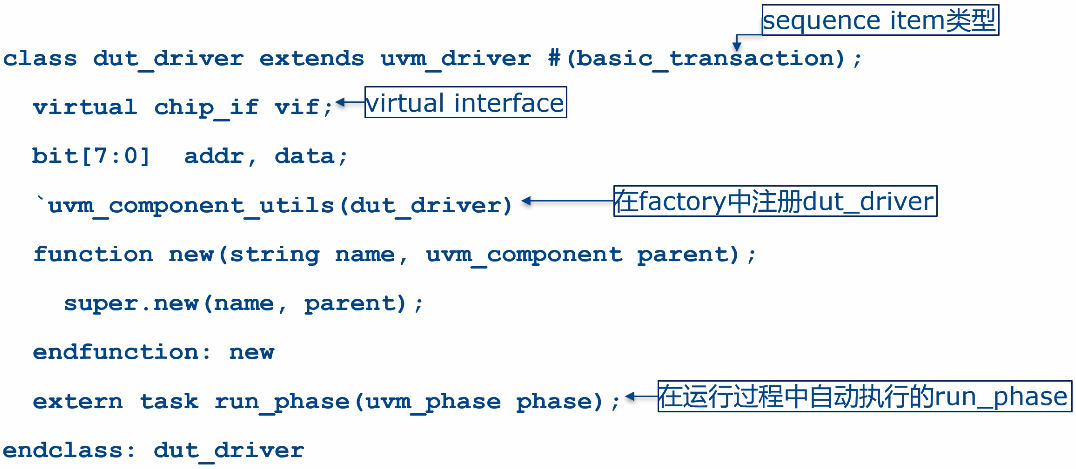 sequence item类型
class dut_driver extends uvm_driver #(basic_transaction);
virtual chip_if vif;
virtual interface
bit[7:0] addr, data;
`uvm_component_utils(dut_driver)
在factory中注册dut_driver
function new(string name, uvm_component parent);
super.new(name, parent);
endfunction: new
extern task run_phase(uvm_phase phase);
在运行过程中自动执行的run_phase
endclass: dut_driver